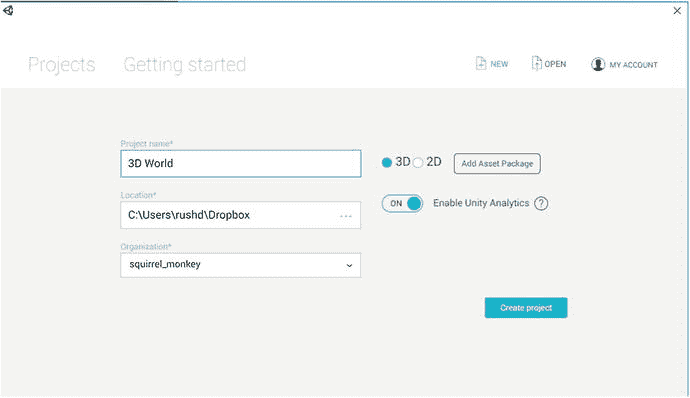 Projects Getting started NEW OPEN MY ACCOUNT
Project name*
3D World 3D 2D Add Asset Package
Location*
C:\Users\rushd\Dropbox ... ON Enable Unity Analytics ?
Organization*
squirrel_monkey
Create project